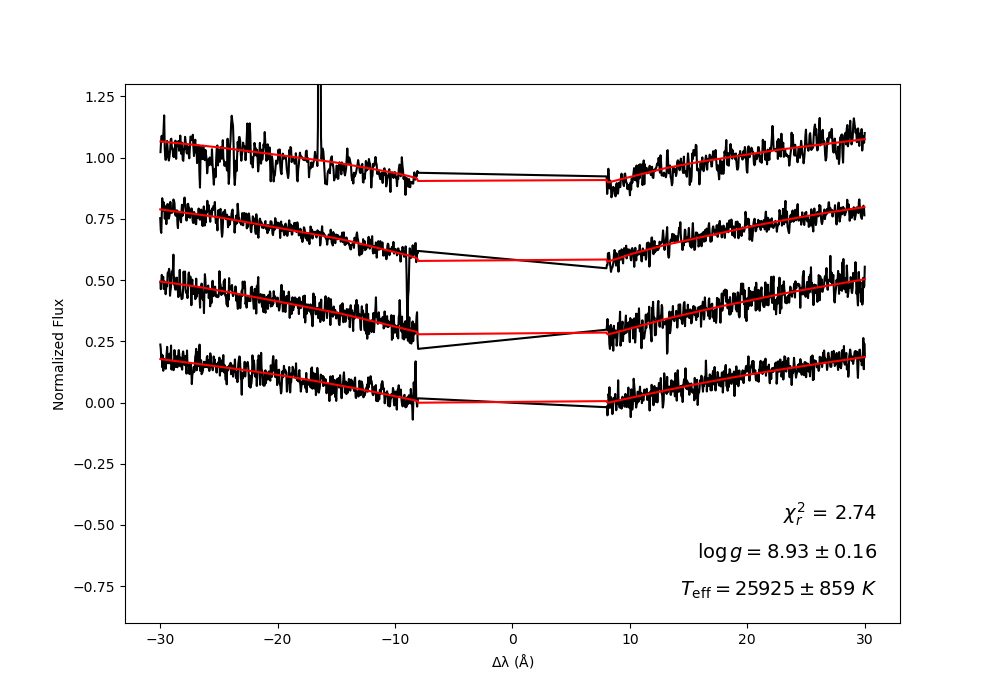 1.25
1.00
0.75
0.50
0.25
0.00
−0.25
−0.50
−0.75
Normalized Flux
χ²ᵣ = 2.74
log g = 8.93 ± 0.16
T_eff = 25925 ± 859 K
−30 −20 −10 0 10 20 30
Δλ (Å)